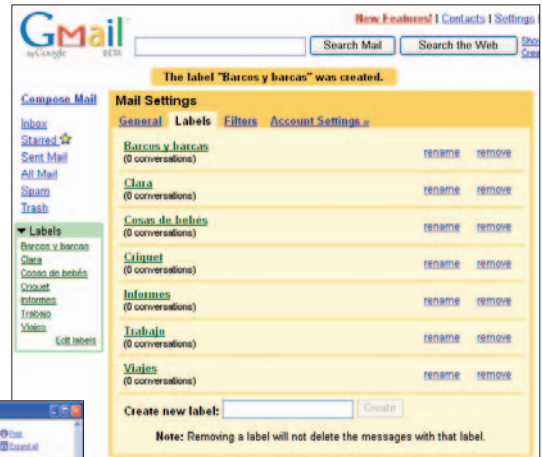 Gmail
by Google BETA
New Features! | Contacts | Settings |
Search Mail Search the Web
The label "Barcos y barcas" was created.
Compose Mail
Inbox
Starred
Sent Mail
All Mail
Spam
Trash
Labels
Barcos y barcas
Clara
Cosas de bebés
Criquet
Informes
Trabajo
Viajes
Edit labels
Mail Settings
General Labels Filters Account Settings »
Barcos y barcas
(0 conversations) rename remove
Clara
(0 conversations) rename remove
Cosas de bebés
(0 conversations) rename remove
Criquet
(0 conversations) rename remove
Informes
(0 conversations) rename remove
Trabajo
(0 conversations) rename remove
Viajes
(0 conversations) rename remove
Create new label: Create
Note: Removing a label will not delete the messages with that label.
Print
Expand all